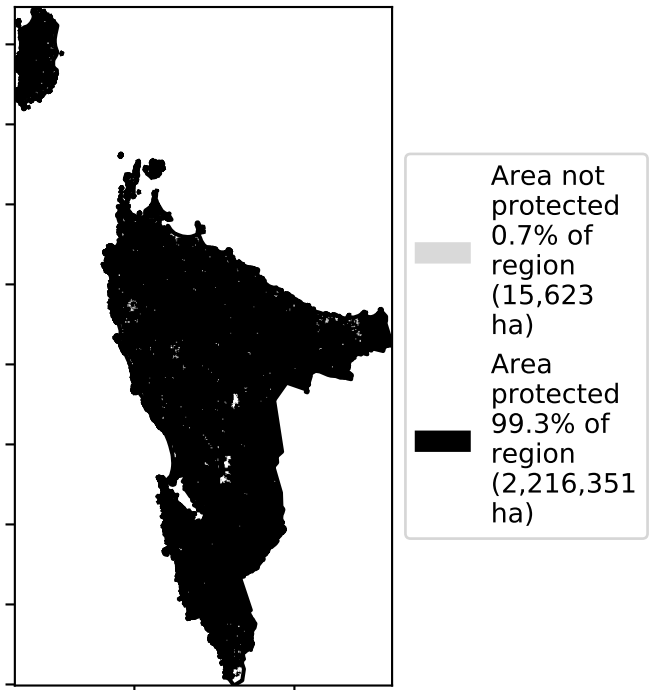 Area not
protected
0.7% of
region
(15,623
ha)
Area
protected
99.3% of
region
(2,216,351
ha)